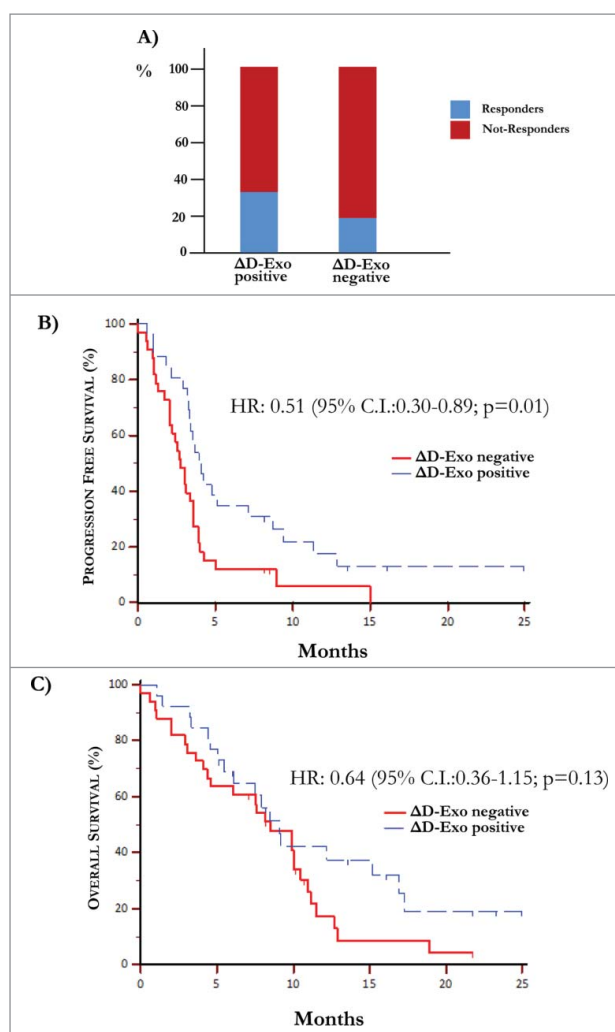 A)
%
100
80
60
40
20
0
ΔD-Exo positive
ΔD-Exo negative
Responders
Not-Responders
B)
PROGRESSION FREE SURVIVAL (%)
100
80
60
40
20
0
HR: 0.51 (95% C.I.:0.30-0.89; p=0.01)
ΔD-Exo negative
ΔD-Exo positive
0 5 10 15 20 25
Months
C)
OVERALL SURVIVAL (%)
100
80
60
40
20
0
HR: 0.64 (95% C.I.:0.36-1.15; p=0.13)
ΔD-Exo negative
ΔD-Exo positive
0 5 10 15 20 25
Months